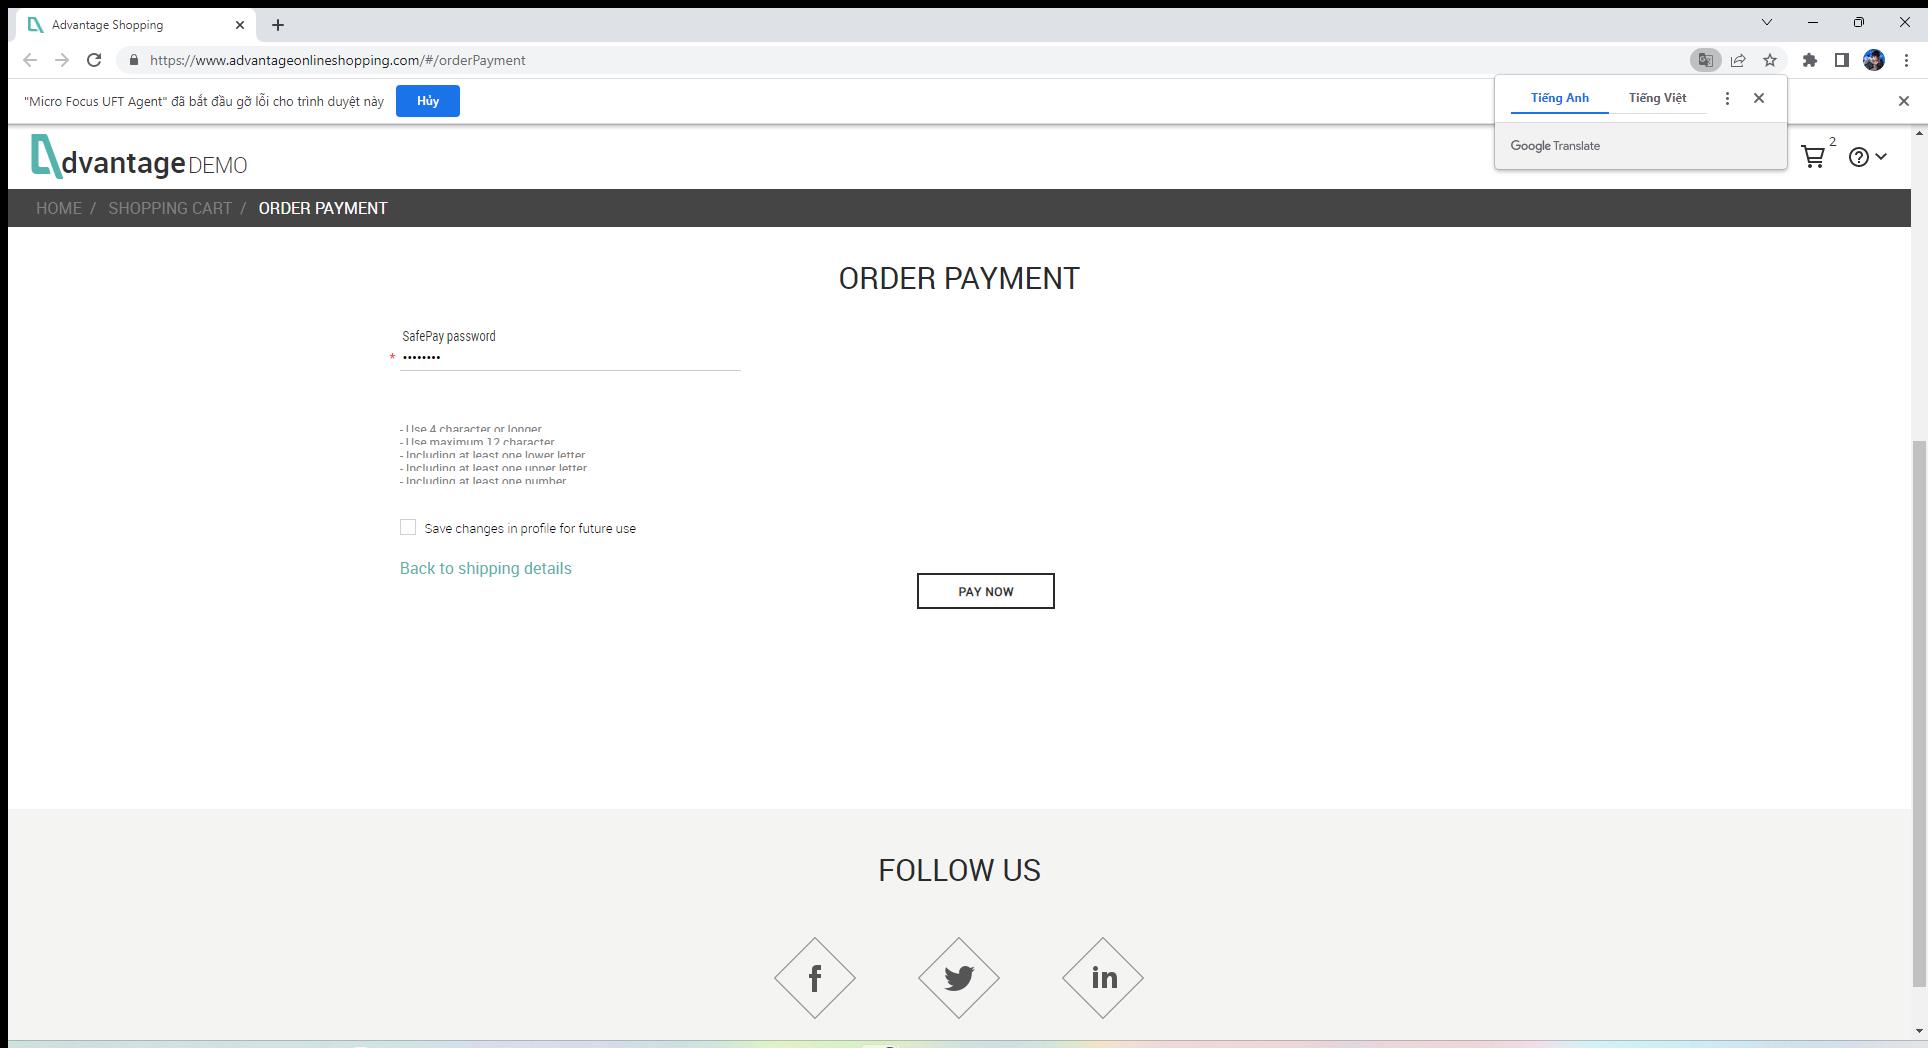 Advantage Shopping
https://www.advantageonlineshopping.com/#/orderPayment
"Micro Focus UFT Agent" đã bắt đầu gỡ lỗi cho trình duyệt này
Hủy
Tiếng Anh
Tiếng Việt
Google Translate
dvantage DEMO
2
HOME / SHOPPING CART / ORDER PAYMENT
ORDER PAYMENT
SafePay password
* ••••••••
- Use 4 character or longer
- Use maximum 12 character
- Including at least one lower letter
- Including at least one upper letter
- Including at least one number
Save changes in profile for future use
Back to shipping details
PAY NOW
FOLLOW US
f
in